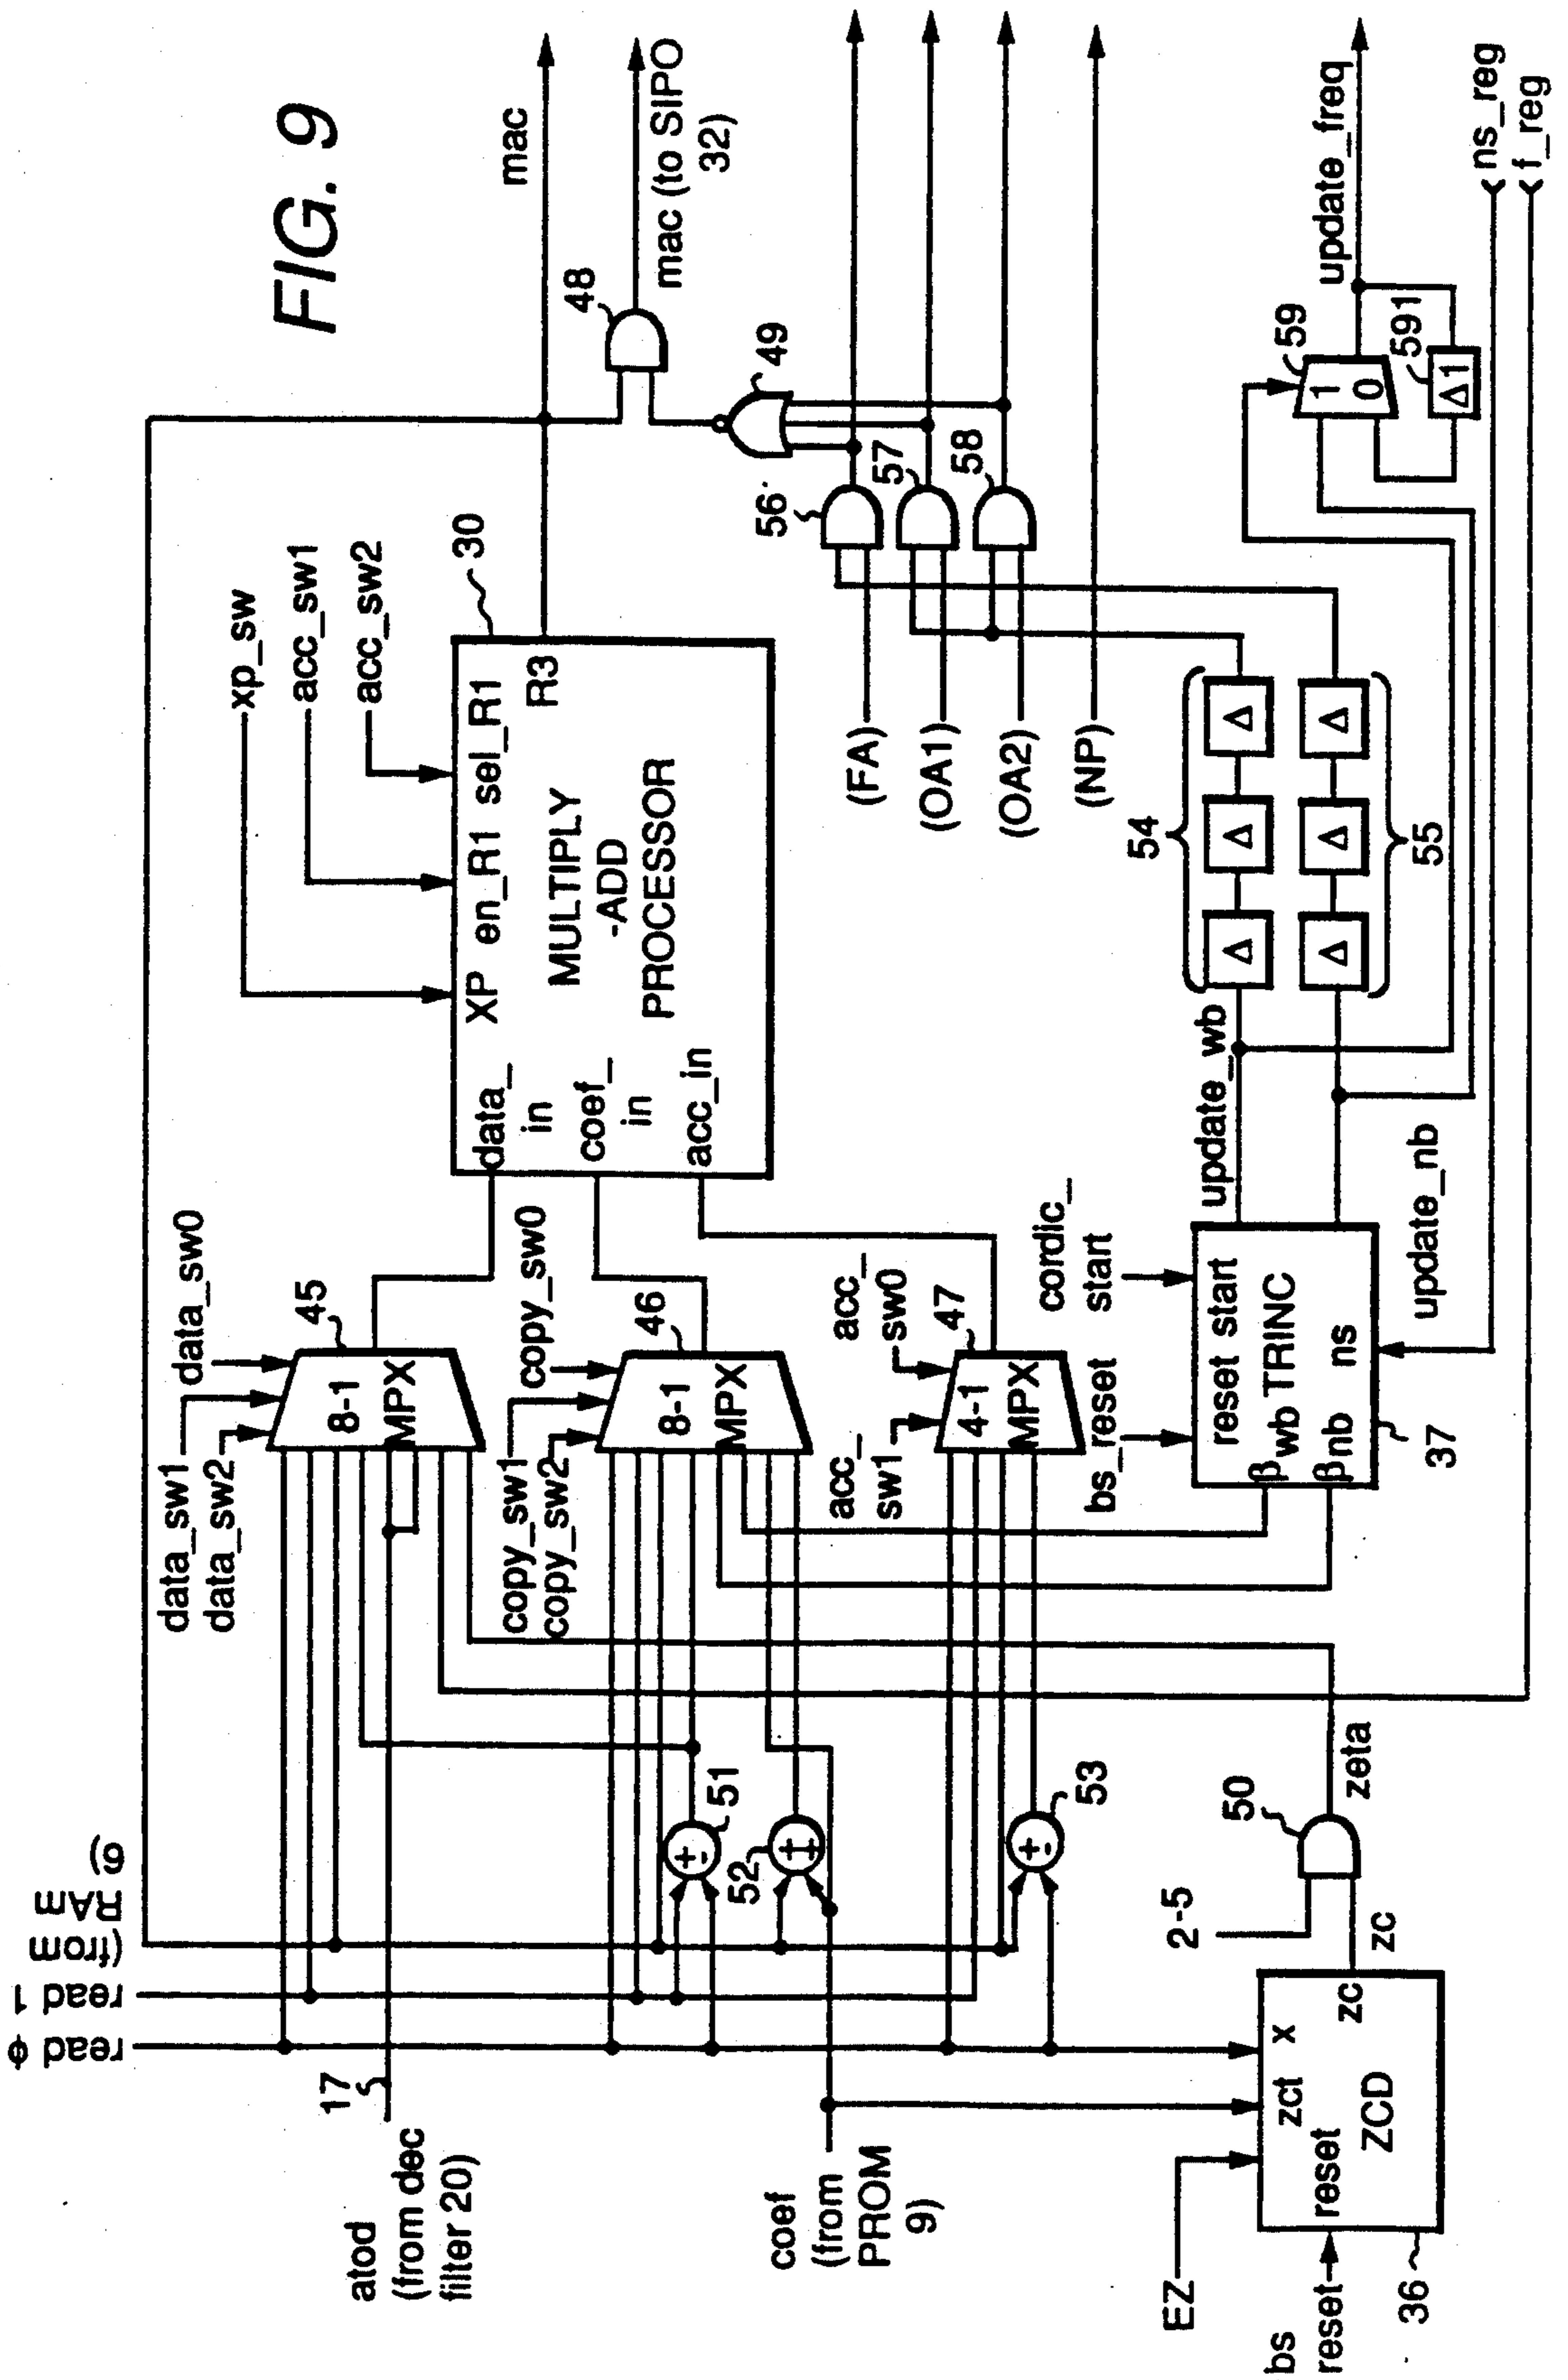 FIG. 9
read ϕ
read 1
(from
RAM
6)
atod
(from dec
filter 20)
17
coef
(from
PROM
9)
data_sw1
data_sw2
data_sw0
8-1
MPX
45
copy_sw1
copy_sw2
copy_sw0
8-1
MPX
46
acc_
sw1
acc_
sw0
4-1
MPX
47
+-
51
52
+-
53
xp_sw
acc_sw1
acc_sw2
30
XP en_R1 sel_R1
data_
in
coef_
in
acc_in
R3
MULTIPLY
-ADD
PROCESSOR
mac
48
mac (to SIPO
32)
49
56
57
58
(FA)
(OA1)
(OA2)
(NP)
EZ
bs
reset
reset
zct
x
ZCD
zc
36
2-5
zc
50
zeta
bs_reset
cordic_
start
reset start
βwb TRINC
βnb ns
37
update_wb
update_nb
54
Δ Δ Δ
Δ Δ Δ
55
1
0
59
Δ1
591
update_freq
ns_reg
f_reg